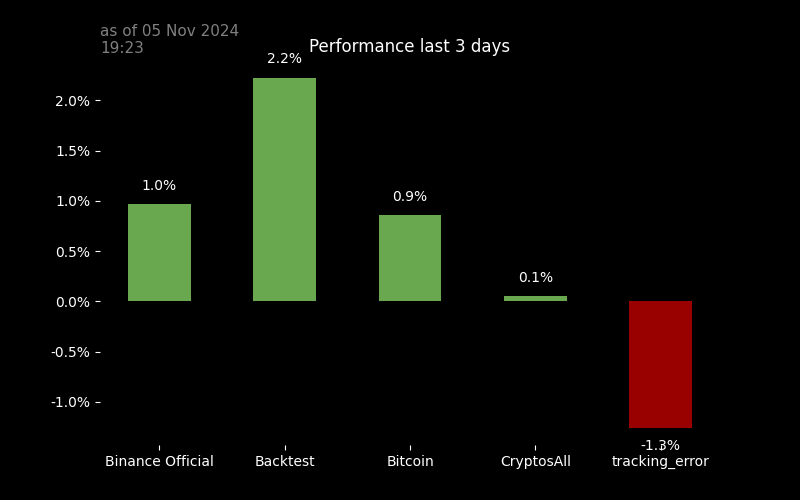 as of 05 Nov 2024
19:23
Performance last 3 days
2.2%
2.0%
1.5%
1.0%
1.0%
0.9%
0.5%
0.1%
0.0%
-0.5%
-1.0%
-1.3%
Binance Official
Backtest
Bitcoin
CryptosAll
tracking_error